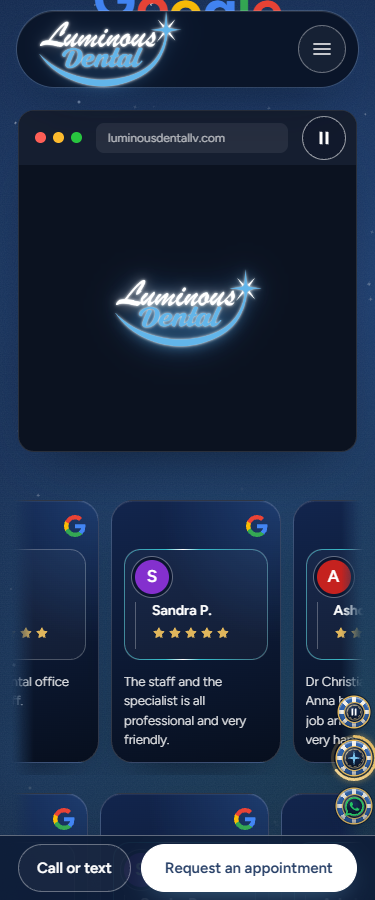 Google
Luminous
Dental
luminousdentallv.com
Luminous
Dental
S
Sandra P.
A
The staff and the
specialist is all
professional and very
friendly.
office
Dr
Anna
job
very
Call or text
Request an appointment